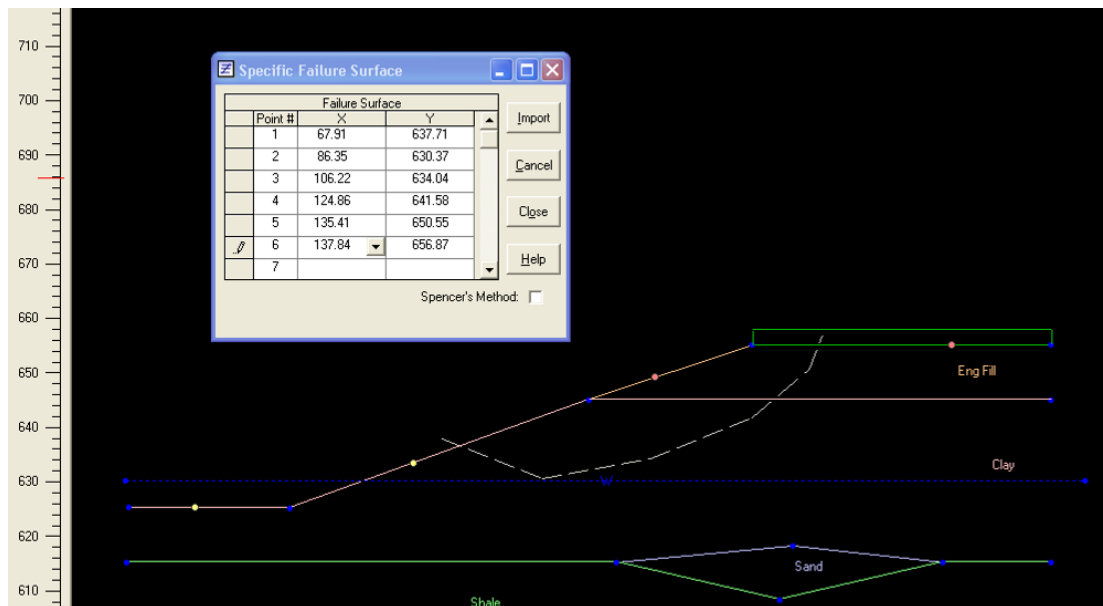 710
700
690
680
670
660
650
640
630
620
610
Specific Failure Surface
Failure Surface
Point # X Y
1 67.91 637.71
2 86.35 630.37
3 106.22 634.04
4 124.86 641.58
5 135.41 650.55
6 137.84 656.87
7
Import
Cancel
Close
Help
Spencer's Method:
Eng Fill
Clay
W
Sand
Shale